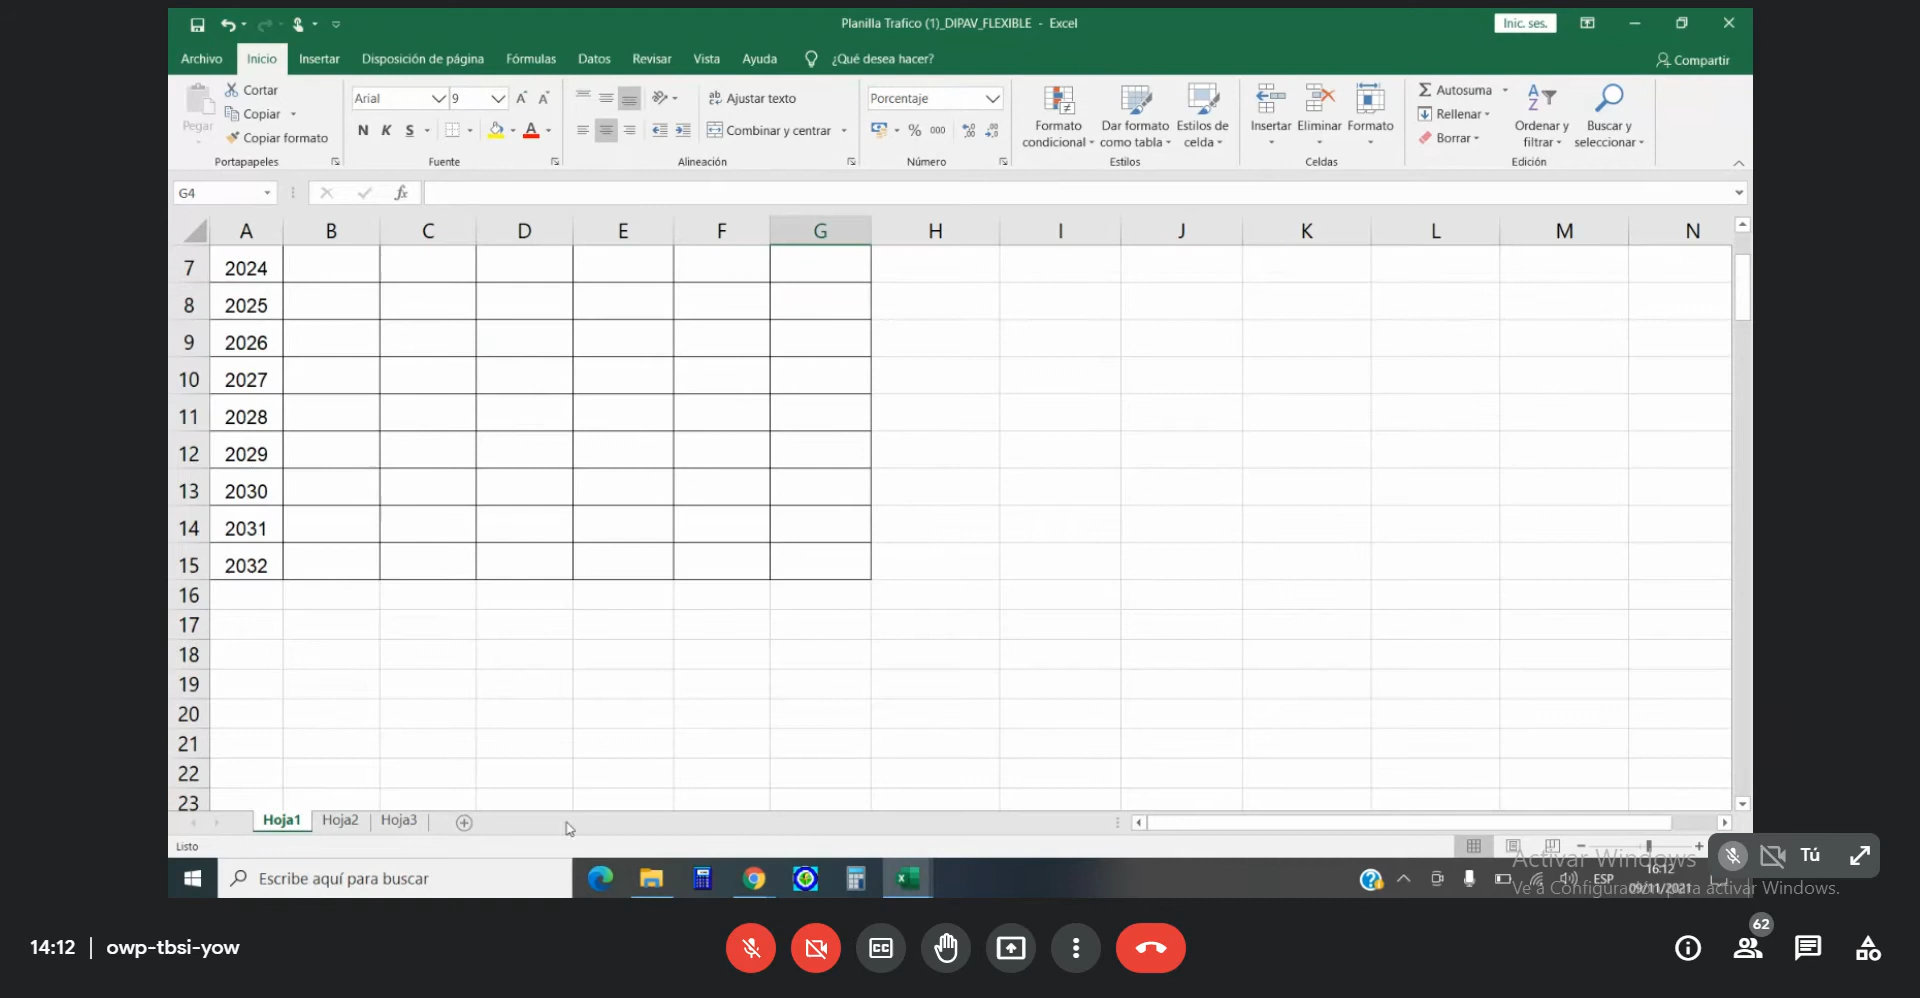 Planilla Trafico (1)_DIPAV_FLEXIBLE - Excel
Inic. ses.
Archivo Inicio Insertar Disposición de página Fórmulas Datos Revisar Vista Ayuda ¿Qué desea hacer? Compartir
Pegar
Cortar
Copiar
Copiar formato
Portapapeles
Arial 9
N K S
Fuente
Ajustar texto
Combinar y centrar
Alineación
Porcentaje
% 000
Número
Formato condicional
Dar formato como tabla
Estilos de celda
Estilos
Insertar Eliminar Formato
Celdas
Autosuma
Rellenar
Borrar
Ordenar y filtrar
Buscar y seleccionar
Edición
G4 fx
A B C D E F G H I J K L M N
7 2024
8 2025
9 2026
10 2027
11 2028
12 2029
13 2030
14 2031
15 2032
16
17
18
19
20
21
22
23
Hoja1 Hoja2 Hoja3
Listo
Activar Windows
Ve a Configuración para activar Windows.
Tú
Escribe aquí para buscar
ESP
16:12
09/11/2021
14:12 | owp-tbsi-yow
CC
62